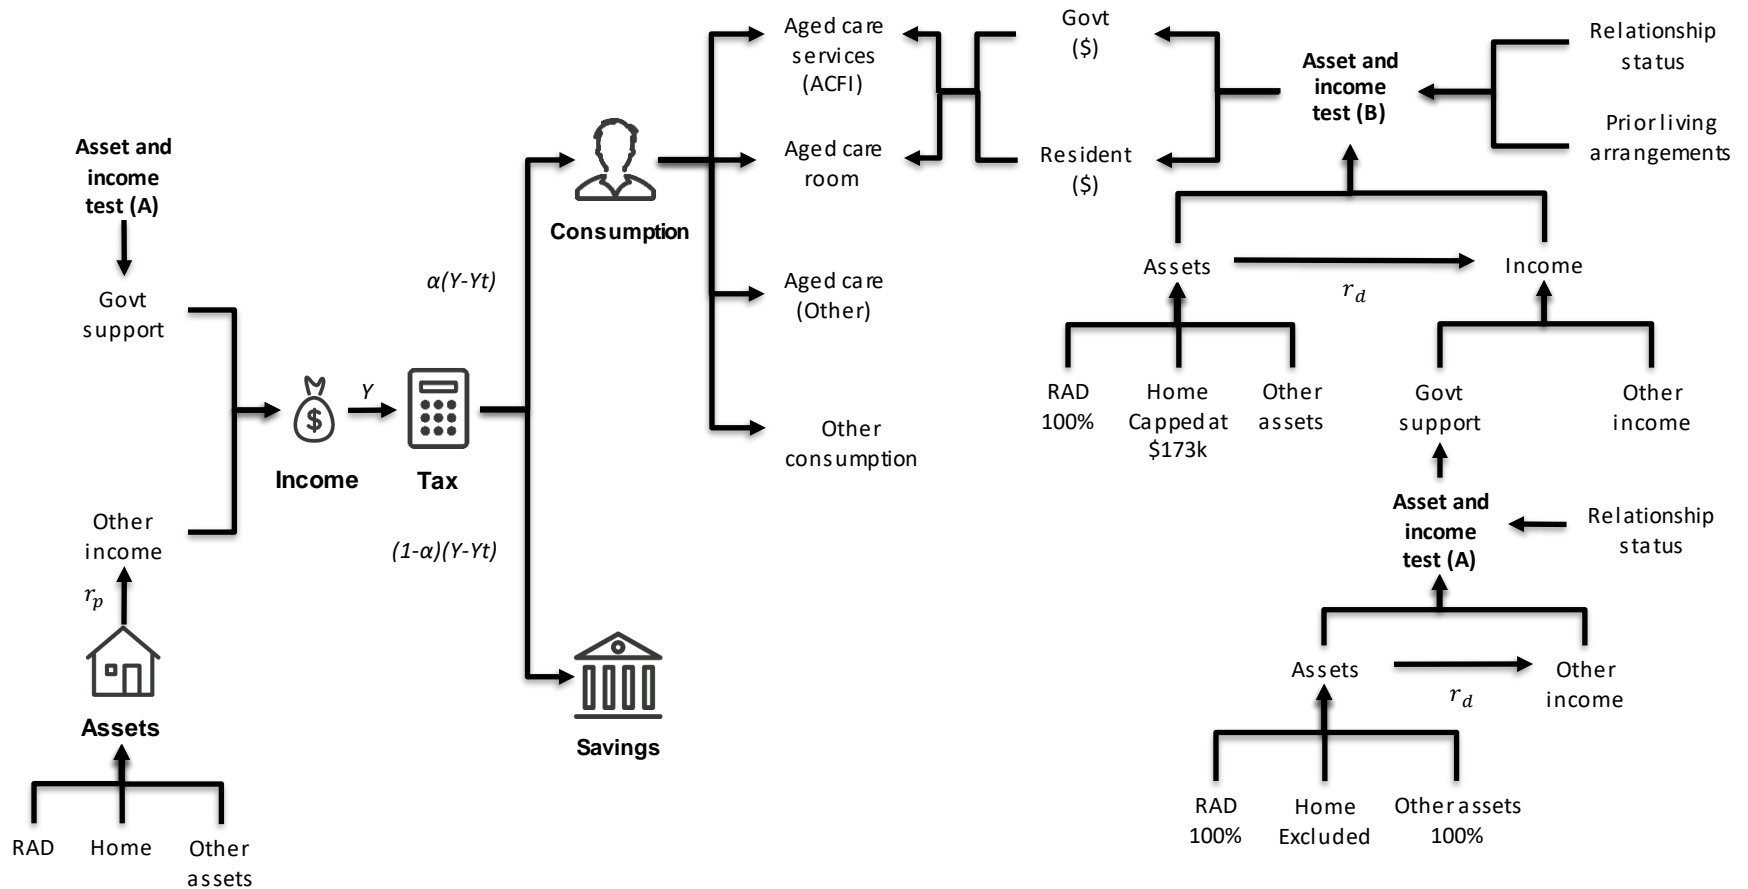 Asset and
income
test (A)
Govt
support
Other
income
r_p
Assets
RAD
Home
Other
assets
$
Income
Y
Tax
α(Y-Yt)
(1-α)(Y-Yt)
Consumption
Savings
Aged care
services
(ACFI)
Aged care
room
Aged care
(Other)
Other
consumption
Govt
($)
Resident
($)
Asset and
income
test (B)
Relationship
status
Prior living
arrangements
Assets
r_d
Income
RAD
100%
Home
Capped at
$173k
Other
assets
Govt
support
Other
income
Asset and
income
test (A)
Relationship
status
Assets
r_d
Other
income
RAD
100%
Home
Excluded
Other assets
100%